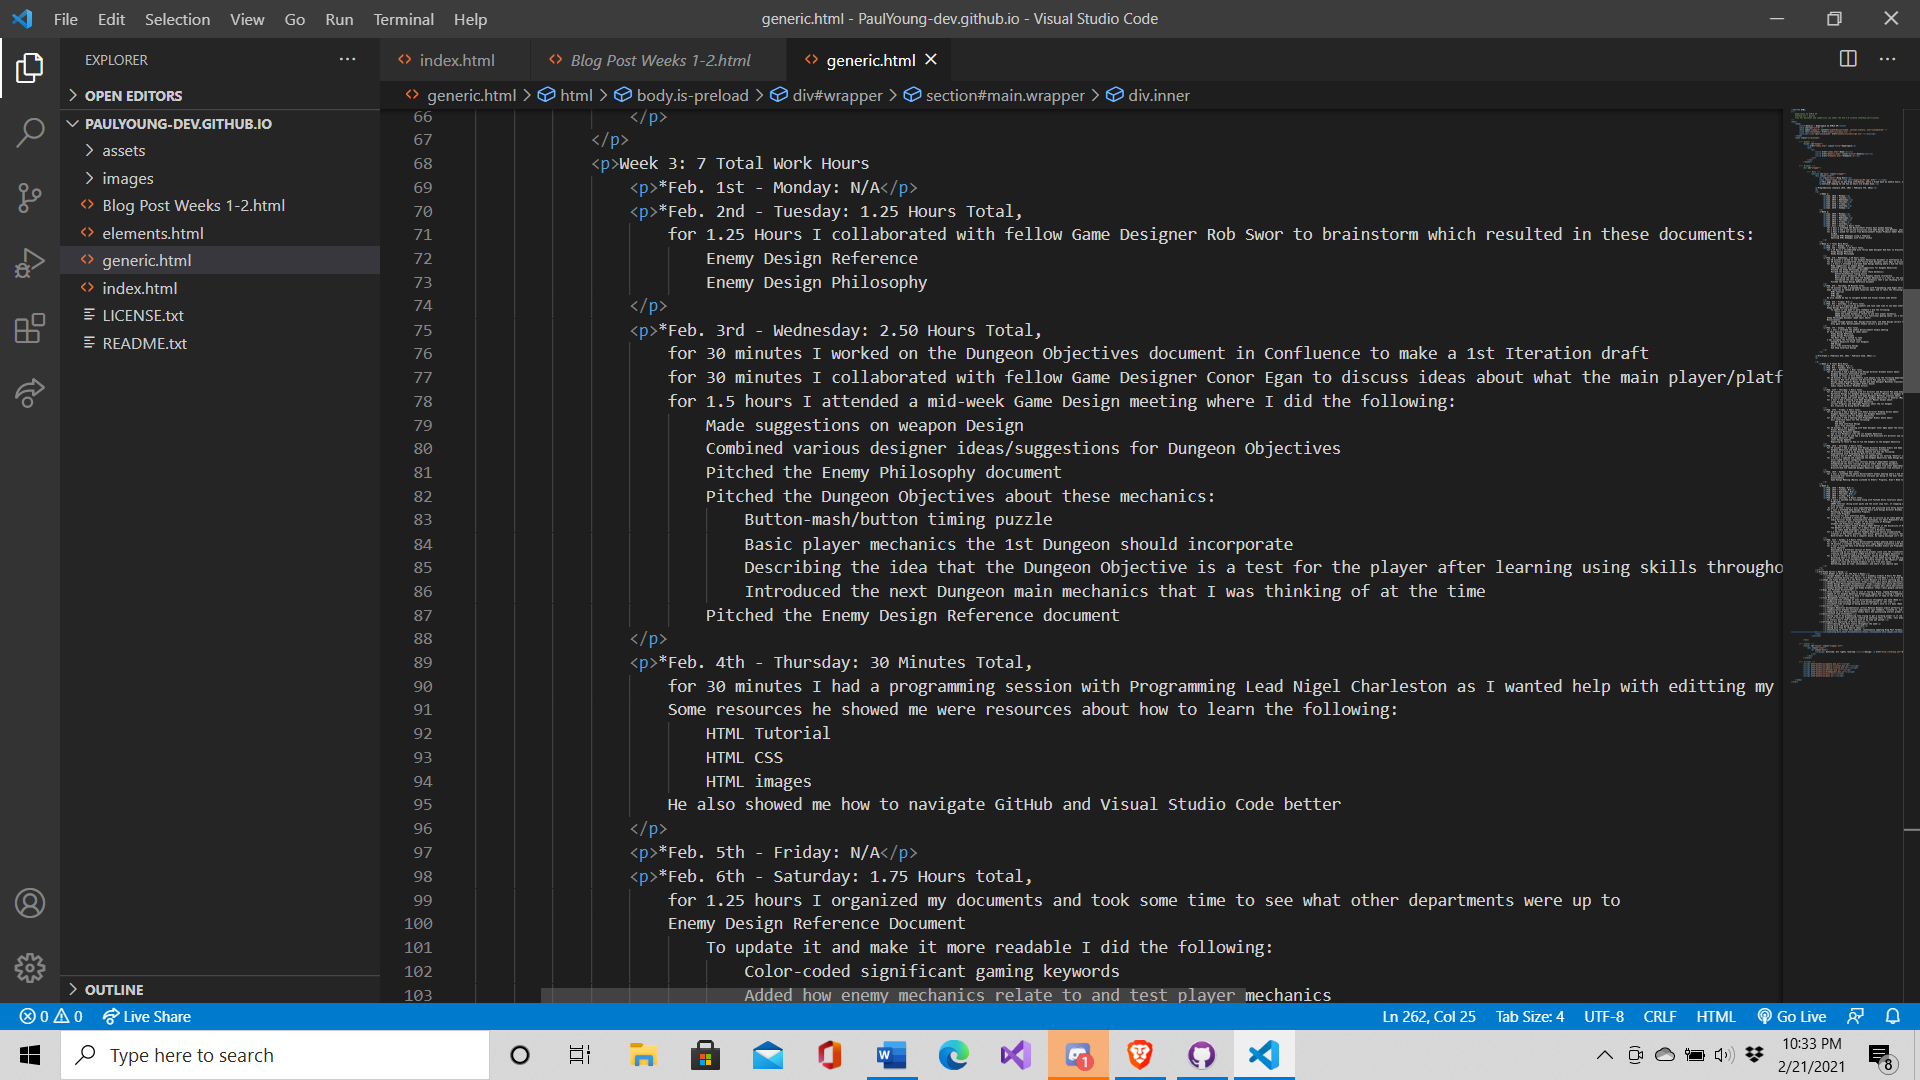 File Edit Selection View Go Run Terminal Help
generic.html - PaulYoung-dev.github.io - Visual Studio Code
EXPLORER
index.html
Blog Post Weeks 1-2.html
generic.html
OPEN EDITORS
generic.html > html > body.is-preload > div#wrapper > section#main.wrapper > div.inner
PAULYOUNG-DEV.GITHUB.IO
assets
images
Blog Post Weeks 1-2.html
elements.html
generic.html
index.html
LICENSE.txt
README.txt
OUTLINE
66 </p>
67 </p>
68 <p>Week 3: 7 Total Work Hours
69 <p>*Feb. 1st - Monday: N/A</p>
70 <p>*Feb. 2nd - Tuesday: 1.25 Hours Total,
71 for 1.25 Hours I collaborated with fellow Game Designer Rob Swor to brainstorm which resulted in these documents:
72 Enemy Design Reference
73 Enemy Design Philosophy
74 </p>
75 <p>*Feb. 3rd - Wednesday: 2.50 Hours Total,
76 for 30 minutes I worked on the Dungeon Objectives document in Confluence to make a 1st Iteration draft
77 for 30 minutes I collaborated with fellow Game Designer Conor Egan to discuss ideas about what the main player/platf
78 for 1.5 hours I attended a mid-week Game Design meeting where I did the following:
79 Made suggestions on weapon Design
80 Combined various designer ideas/suggestions for Dungeon Objectives
81 Pitched the Enemy Philosophy document
82 Pitched the Dungeon Objectives about these mechanics:
83 Button-mash/button timing puzzle
84 Basic player mechanics the 1st Dungeon should incorporate
85 Describing the idea that the Dungeon Objective is a test for the player after learning using skills througho
86 Introduced the next Dungeon main mechanics that I was thinking of at the time
87 Pitched the Enemy Design Reference document
88 </p>
89 <p>*Feb. 4th - Thursday: 30 Minutes Total,
90 for 30 minutes I had a programming session with Programming Lead Nigel Charleston as I wanted help with editting my
91 Some resources he showed me were resources about how to learn the following:
92 HTML Tutorial
93 HTML CSS
94 HTML images
95 He also showed me how to navigate GitHub and Visual Studio Code better
96 </p>
97 <p>*Feb. 5th - Friday: N/A</p>
98 <p>*Feb. 6th - Saturday: 1.75 Hours total,
99 for 1.25 hours I organized my documents and took some time to see what other departments were up to
100 Enemy Design Reference Document
101 To update it and make it more readable I did the following:
102 Color-coded significant gaming keywords
103 Added how enemy mechanics relate to and test player mechanics
0 0 Live Share
Ln 262, Col 25 Tab Size: 4 UTF-8 CRLF HTML Go Live
Type here to search
1
10:33 PM
2/21/2021
8